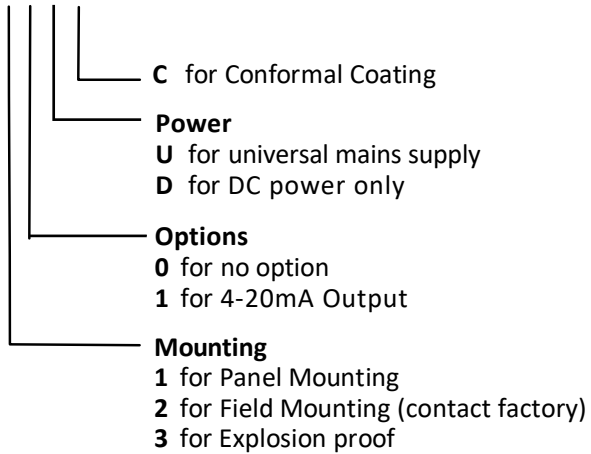 C for Conformal Coating
Power
U for universal mains supply
D for DC power only
Options
0 for no option
1 for 4-20mA Output
Mounting
1 for Panel Mounting
2 for Field Mounting (contact factory)
3 for Explosion proof